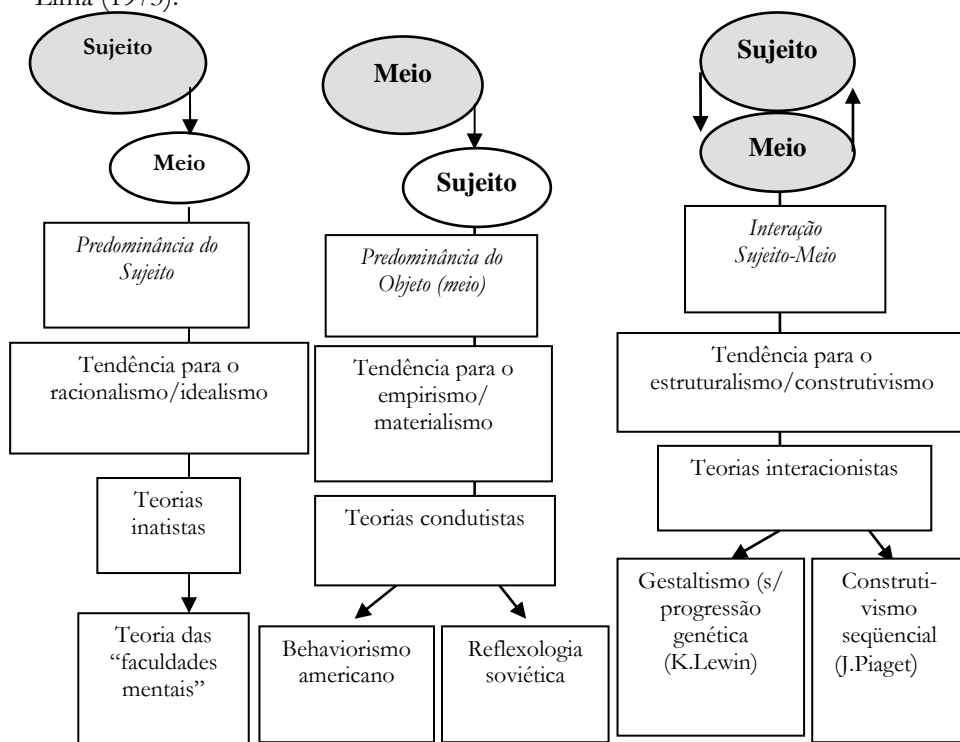 Lima (1975).
Sujeito
Meio
Predominância do
Sujeito
Tendência para o
racionalismo/idealismo
Teorias
inatistas
Teoria das
“faculdades
mentais”
Meio
Sujeito
Predominância do
Objeto (meio)
Tendência para o
empirismo/
materialismo
Teorias condutistas
Behaviorismo
americano
Reflexologia
soviética
Sujeito
Meio
Interação
Sujeito-Meio
Tendência para o
estruturalismo/construtivismo
Teorias interacionistas
Gestaltismo (s/
progressão
genética
(K.Lewin)
Construti-
vismo
seqüencial
(J.Piaget)